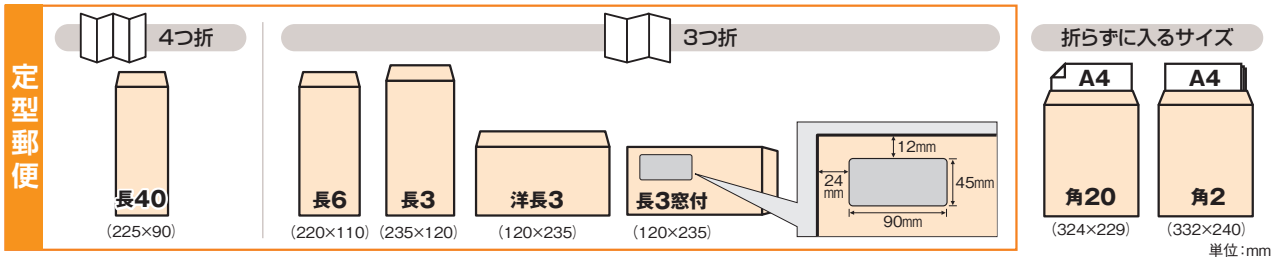 定型郵便
4つ折
3つ折
折らずに入るサイズ
長40
(225×90)
長6
(220×110)
長3
(235×120)
洋長3
(120×235)
長3窓付
(120×235)
12mm
24
mm
45mm
90mm
A4
角20
(324×229)
A4
角2
(332×240)
単位:mm